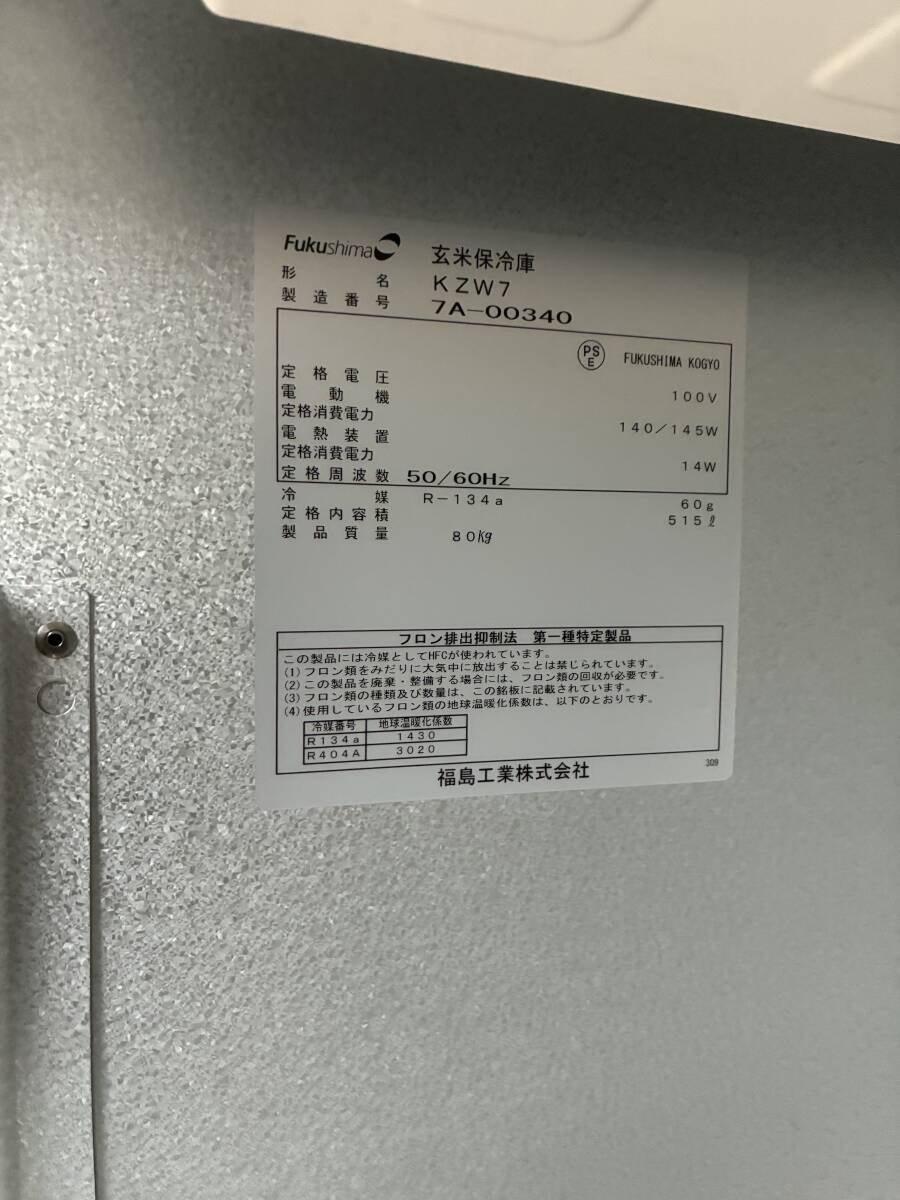 Fukushima 玄米保冷庫
形名 KZW7
製造番号 7A-00340
PSE FUKUSHIMA KOGYO
定格電圧 100V
電動機
定格消費電力 140/145W
電熱装置
定格消費電力 14W
定格周波数 50/60Hz
冷媒 R-134a 60g
定格内容積 515ℓ
製品質量 80kg
フロン排出抑制法 第一種特定製品
この製品には冷媒としてHFCが使われています。
(1)フロン類をみだりに大気中に放出することは禁じられています。
(2)この製品を廃棄・整備する場合には、フロン類の回収が必要です。
(3)フロン類の種類及び数量は、この銘板に記載されています。
(4)使用しているフロン類の地球温暖化係数は、以下のとおりです。
冷媒番号 地球温暖化係数
R134a 1430
R404A 3020
福島工業株式会社 309